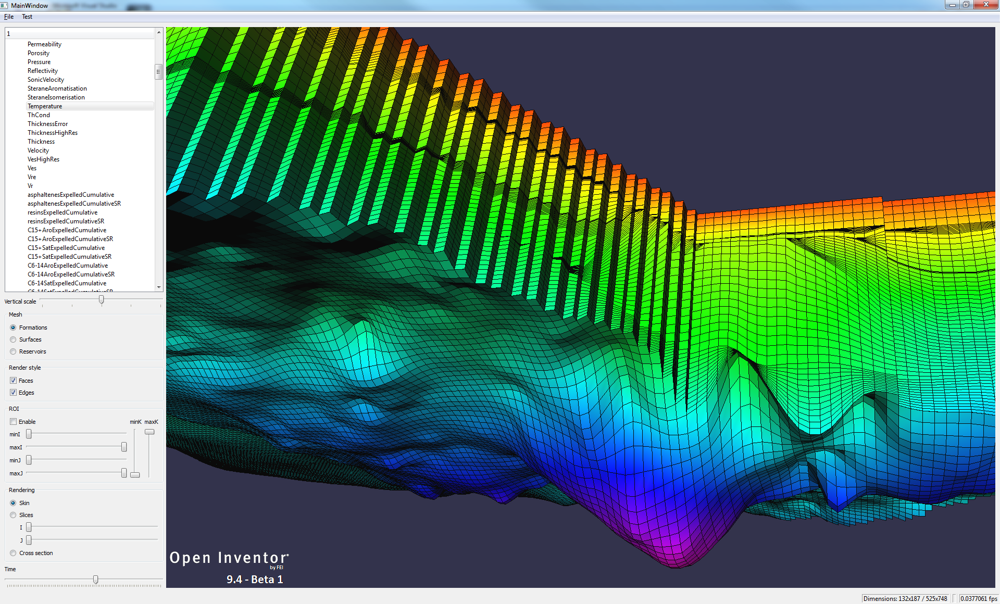 MainWindow
File Test
1
Permeability
Porosity
Pressure
Reflectivity
SonicVelocity
SteraneAromatisation
SteraneIsomerisation
Temperature
ThCond
ThicknessError
ThicknessHighRes
Thickness
Velocity
VesHighRes
Ves
Vre
Vr
asphaltenesExpelledCumulative
asphaltenesExpelledCumulativeSR
resinsExpelledCumulative
resinsExpelledCumulativeSR
C15+AroExpelledCumulative
C15+AroExpelledCumulativeSR
C15+SatExpelledCumulative
C15+SatExpelledCumulativeSR
C6-14AroExpelledCumulative
C6-14AroExpelledCumulativeSR
C6-14SatExpelledCumulative
C6-14SatExpelledCumulativeSR
Vertical scale
Mesh
Formations
Surfaces
Reservoirs
Render style
Faces
Edges
ROI
Enable
minK maxK
minI
maxI
minJ
maxJ
Rendering
Skin
Slices
I
J
Cross section
Time
Open Inventor®
by FEI
9.4 - Beta 1
Dimensions: 132x187 / 525x748
0.0377061 fps